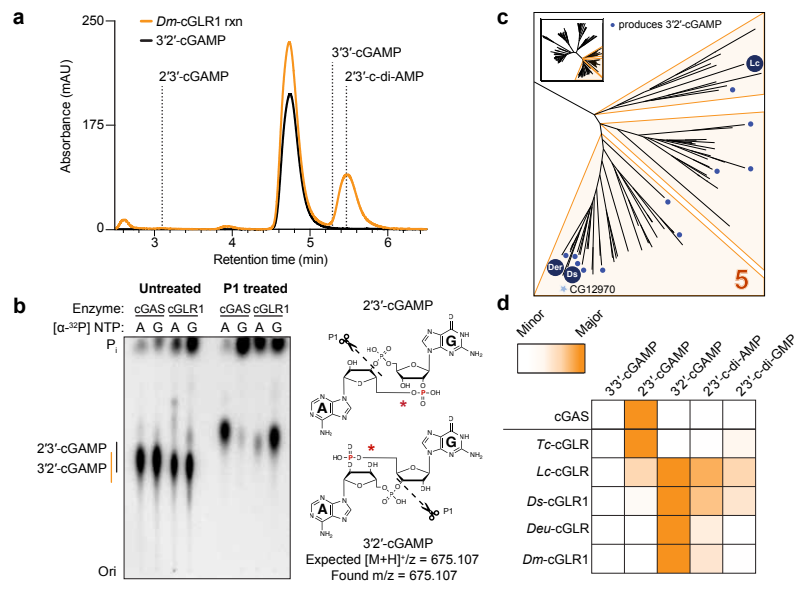 a
Dm-cGLR1 rxn
3′2′-cGAMP
250
175
0
Absorbance (mAU)
2′3′-cGAMP
3′3′-cGAMP
2′3′-c-di-AMP
3
4
5
6
Retention time (min)
b
Untreated
P1 treated
Enzyme: cGAS cGLR1 cGAS cGLR1
[α-³²P] NTP: A G A G A G A G
Pᵢ
2′3′-cGAMP
3′2′-cGAMP
Ori
2′3′-cGAMP
P1
G
A
*
*
G
A
P1
3′2′-cGAMP
Expected [M+H]⁺/z = 675.107
Found m/z = 675.107
c
produces 3′2′-cGAMP
Lc
Der
Ds
CG12970
5
d
Minor
Major
3′3′-cGAMP
2′3′-cGAMP
3′2′-cGAMP
2′3′-c-di-AMP
2′3′-c-di-GMP
cGAS
Tc-cGLR
Lc-cGLR
Ds-cGLR1
Deu-cGLR
Dm-cGLR1